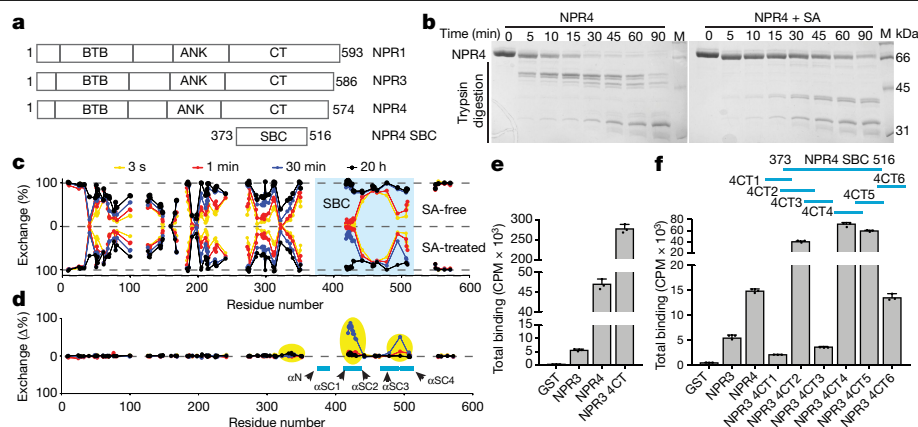 a
1 BTB ANK CT 593 NPR1
1 BTB ANK CT 586 NPR3
1 BTB ANK CT 574 NPR4
373 SBC 516 NPR4 SBC
b
NPR4 NPR4 + SA
Time (min) 0 5 10 15 30 45 60 90 M 0 5 10 15 30 45 60 90 M kDa
NPR4
Trypsin digestion
66
45
31
c
3 s 1 min 30 min 20 h
Exchange (%)
100
0
100
SBC
SA-free
SA-treated
0 100 200 300 400 500 600
Residue number
d
Exchange (Δ%)
100
0
100
αN αSC1 αSC2 αSC3 αSC4
0 100 200 300 400 500 600
Residue number
e
Total binding (CPM × 10³)
300
250
200
50
45
15
10
5
0
GST
NPR3
NPR4
NPR3 4CT
f
373 NPR4 SBC 516
4CT1
4CT2
4CT3
4CT4
4CT5
4CT6
Total binding (CPM × 10³)
80
60
40
20
15
10
5
0
GST
NPR3
NPR4
NPR3 4CT1
NPR3 4CT2
NPR3 4CT3
NPR3 4CT4
NPR3 4CT5
NPR3 4CT6